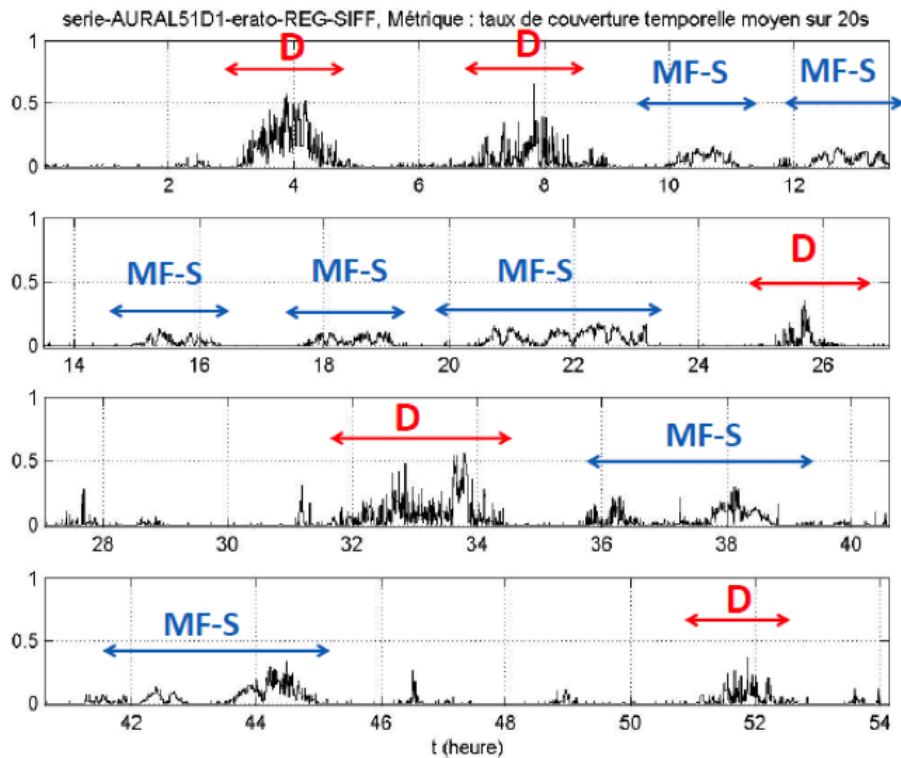 serie-AURAL51D1-erato-REG-SIFF, Métrique : taux de couverture temporelle moyen sur 20s
1
D
D
MF-S
MF-S
0.5
0
2
4
6
8
10
12
1
MF-S
MF-S
MF-S
D
0.5
0
14
16
18
20
22
24
26
1
D
MF-S
0.5
0
28
30
32
34
36
38
40
1
MF-S
D
0.5
0
42
44
46
48
50
52
54
t (heure)